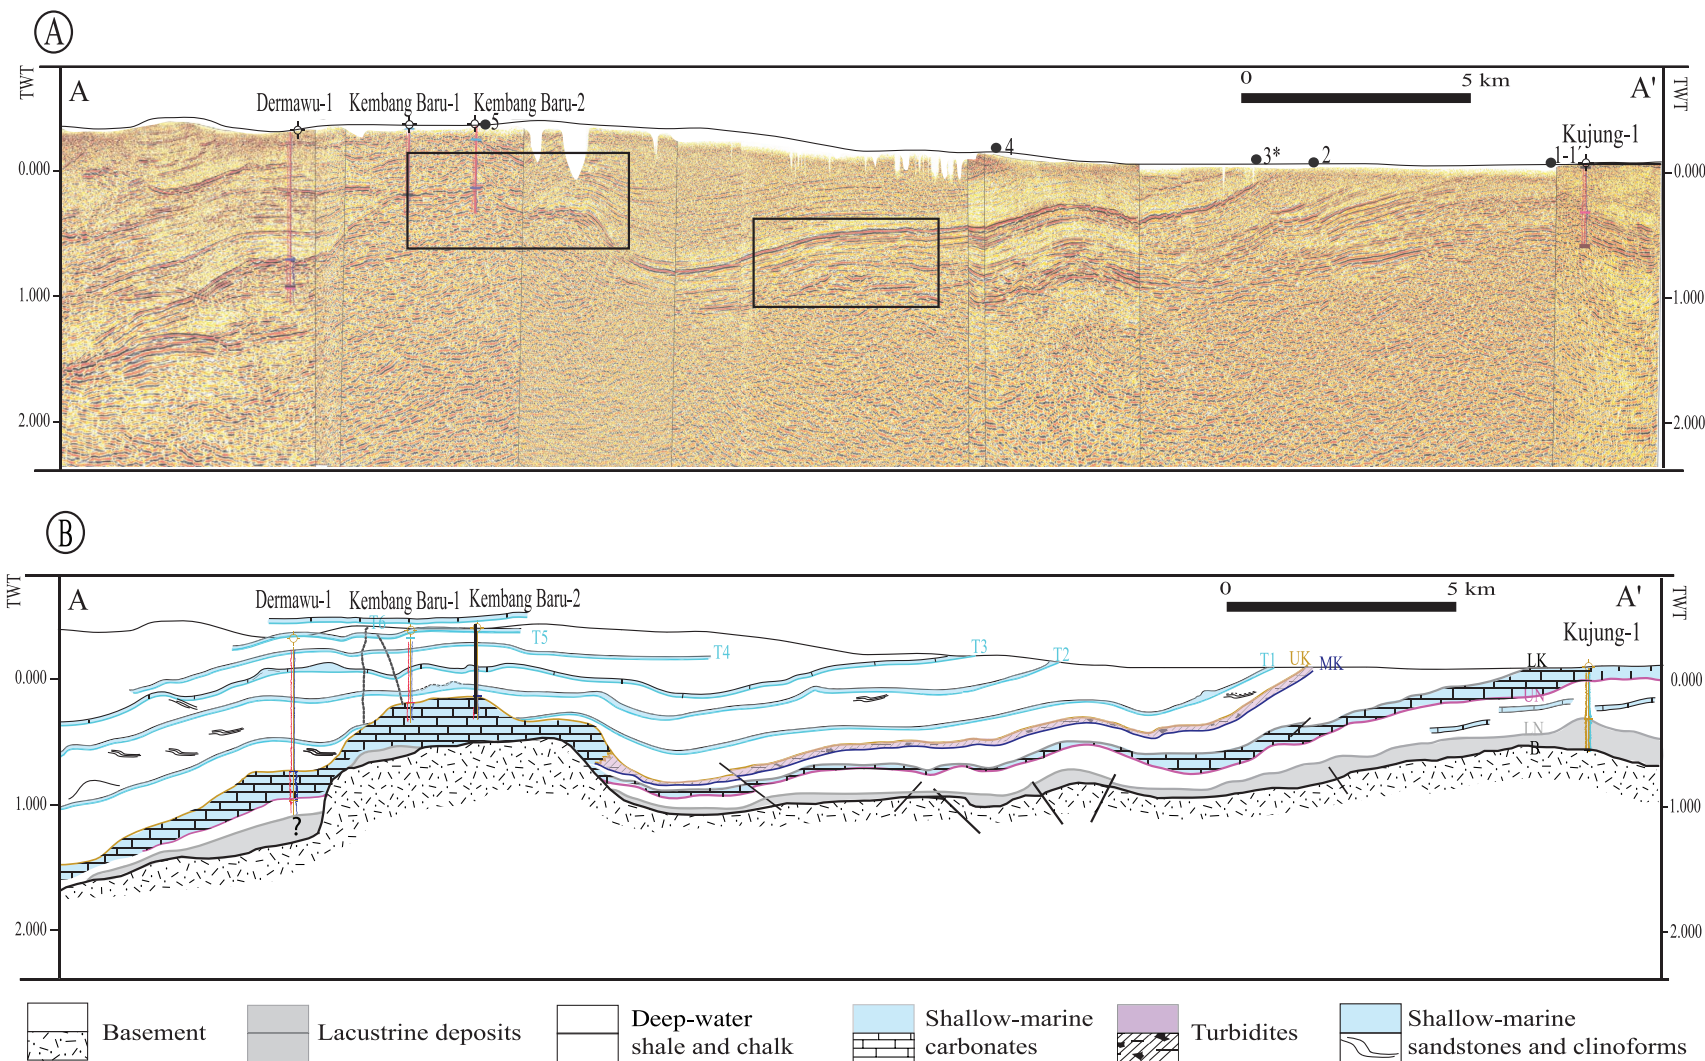 A
TWT
A
Dermawu-1
Kembang Baru-1
Kembang Baru-2
0
5 km
A'
TWT
5
4
3*
2
1-1'
Kujung-1
0.000
0.000
1.000
1.000
2.000
2.000
B
TWT
A
Dermawu-1
Kembang Baru-1
Kembang Baru-2
0
5 km
A'
TWT
T6
T5
T4
T3
T2
T1
UK
MK
LK
Kujung-1
0.000
0.000
UN
LN
B
1.000
1.000
?
2.000
2.000
Basement
Lacustrine deposits
Deep-water
shale and chalk
Shallow-marine
carbonates
Turbidites
Shallow-marine
sandstones and clinoforms